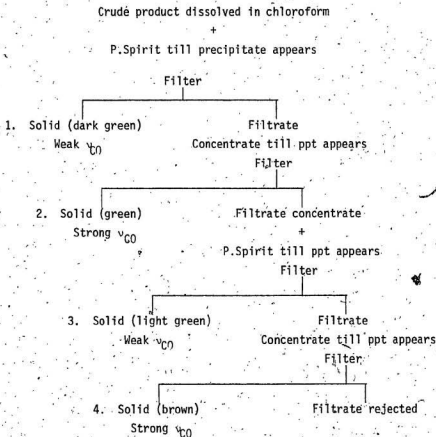 Crude product dissolved in chloroform
+
P.Spirit till precipitate appears
Filter
1. Solid (dark green) Filtrate
Weak νCO Concentrate till ppt appears
Filter
2. Solid (green) Filtrate concentrate
Strong νCO +
P.Spirit till ppt appears
Filter
3. Solid (light green) Filtrate
Weak νCO Concentrate till ppt appears
Filter
4. Solid (brown) Filtrate rejected
Strong νCO